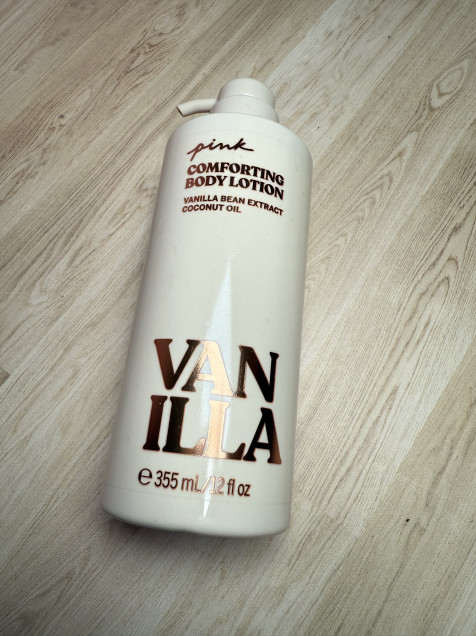 pink
COMFORTING
BODY LOTION
VANILLA BEAN EXTRACT
COCONUT OIL
VAN
ILLA
℮ 355 mL/12 fl oz